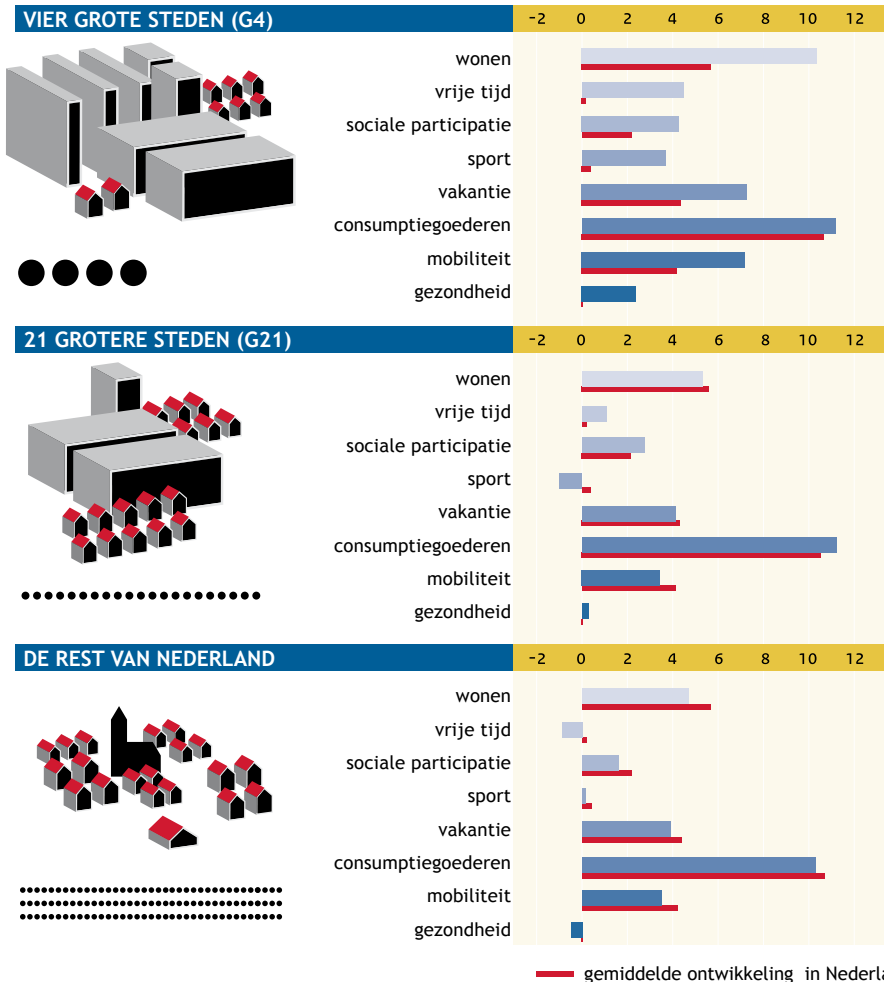 VIER GROTE STEDEN (G4) -2 0 2 4 6 8 10 12
wonen
vrije tijd
sociale participatie
sport
vakantie
consumptiegoederen
mobiliteit
gezondheid
21 GROTERE STEDEN (G21) -2 0 2 4 6 8 10 12
wonen
vrije tijd
sociale participatie
sport
vakantie
consumptiegoederen
mobiliteit
gezondheid
DE REST VAN NEDERLAND -2 0 2 4 6 8 10 12
wonen
vrije tijd
sociale participatie
sport
vakantie
consumptiegoederen
mobiliteit
gezondheid
gemiddelde ontwikkeling in Nederla